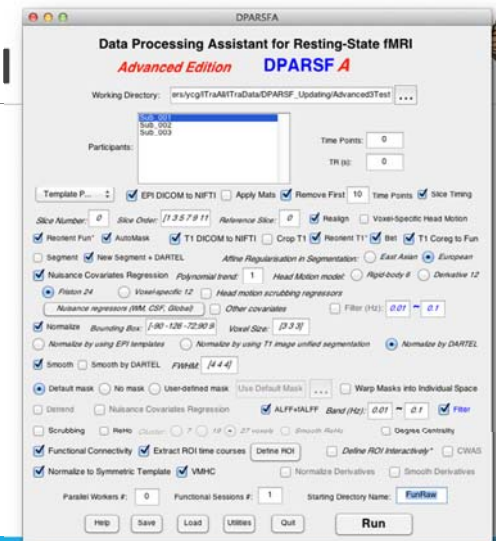 DPARSFA
Data Processing Assistant for Resting-State fMRI
Advanced Edition DPARSF A
Working Directory: ers/ycg/ITraAll/ITraData/DPARSF_Updating/Advanced3Test ...
Participants: Sub_001
Sub_002
Sub_003
Time Points: 0
TR (s): 0
Template P... EPI DICOM to NIFTI Apply Mats Remove First 10 Time Points Slice Timing
Slice Number: 0 Slice Order: [1 3 5 7 9 11 Reference Slice: 0 Realign Voxel-Specific Head Motion
Reorient Fun* AutoMask T1 DICOM to NIFTI Crop T1 Reorient T1* Bet T1 Coreg to Fun
Segment New Segment + DARTEL Affine Regularisation in Segmentation: East Asian European
Nuisance Covariates Regression Polynomial trend: 1 Head Motion model: Rigid-body 6 Derivative 12
Friston 24 Voxel-specific 12 Head motion scrubbing regressors
Nuisance regressors (WM, CSF, Global) Other covariates Filter (Hz): 0.01 ~ 0.1
Normalize Bounding Box: [-90 -126 -72;90 9 Voxel Size: [3 3 3]
Normalize by using EPI templates Normalize by using T1 image unified segmentation Normalize by DARTEL
Smooth Smooth by DARTEL FWHM: [4 4 4]
Default mask No mask User-defined mask Use Default Mask ... Warp Masks into Individual Space
Detrend Nuisance Covariates Regression ALFF+fALFF Band (Hz): 0.01 ~ 0.1 Filter
Scrubbing ReHo Cluster: 7 19 27 voxels Smooth ReHo Degree Centrality
Functional Connectivity Extract ROI time courses Define ROI Define ROI Interactively* CWAS
Normalize to Symmetric Template VMHC Normalize Derivatives Smooth Derivatives
Parallel Workers #: 0 Functional Sessions #: 1 Starting Directory Name: FunRaw
Help Save Load Utilities Quit Run